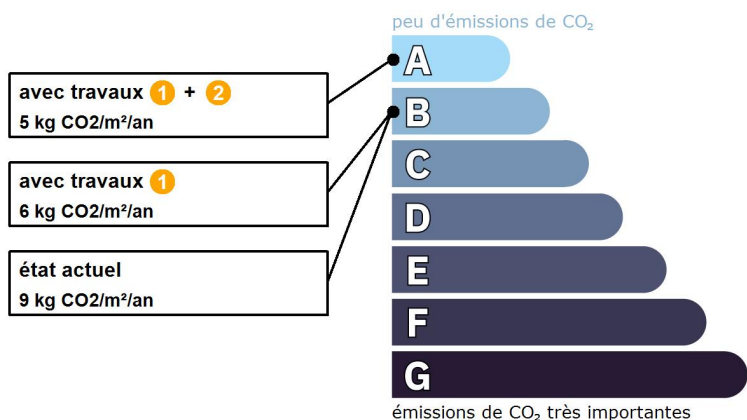 peu d'émissions de CO₂
A
avec travaux 1 + 2
5 kg CO2/m²/an
B
avec travaux 1
6 kg CO2/m²/an
C
D
état actuel
9 kg CO2/m²/an
E
F
G
émissions de CO₂ très importantes